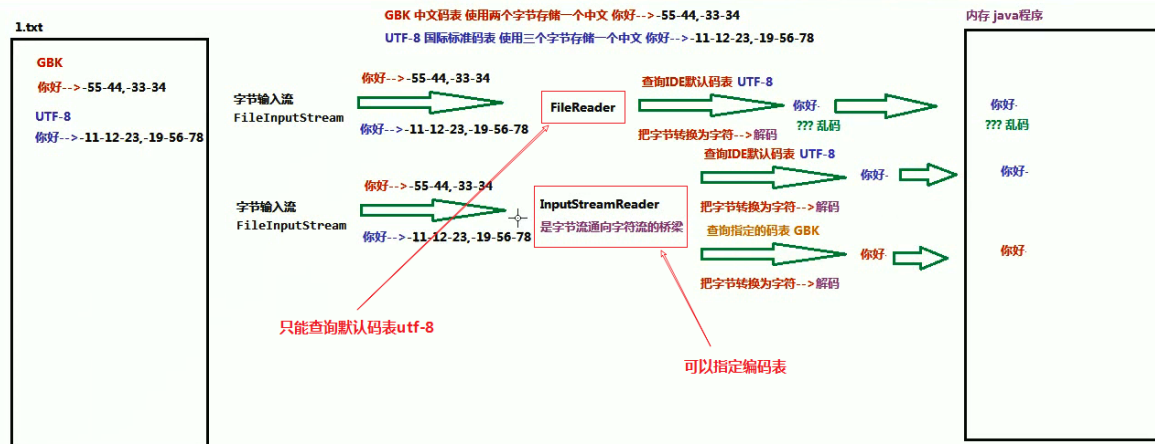 GBK 中文码表 使用两个字节存储一个中文 你好-->-55-44,-33-34
UTF-8 国际标准码表 使用三个字节存储一个中文 你好-->-11-12-23,-19-56-78
内存 java程序
1.txt
GBK
你好-->-55-44,-33-34
UTF-8
你好-->-11-12-23,-19-56-78
字节输入流
FileInputStream
你好-->-55-44,-33-34
你好-->-11-12-23,-19-56-78
FileReader
查询IDE默认码表 UTF-8
把字节转换为字符-->解码
你好-
??? 乱码
你好-
??? 乱码
字节输入流
FileInputStream
你好-->-55-44,-33-34
你好-->-11-12-23,-19-56-78
InputStreamReader
是字节流通向字符流的桥梁
查询IDE默认码表 UTF-8
把字节转换为字符-->解码
你好-
你好-
查询指定的码表 GBK
把字节转换为字符-->解码
你好-
你好-
只能查询默认码表utf-8
可以指定编码表